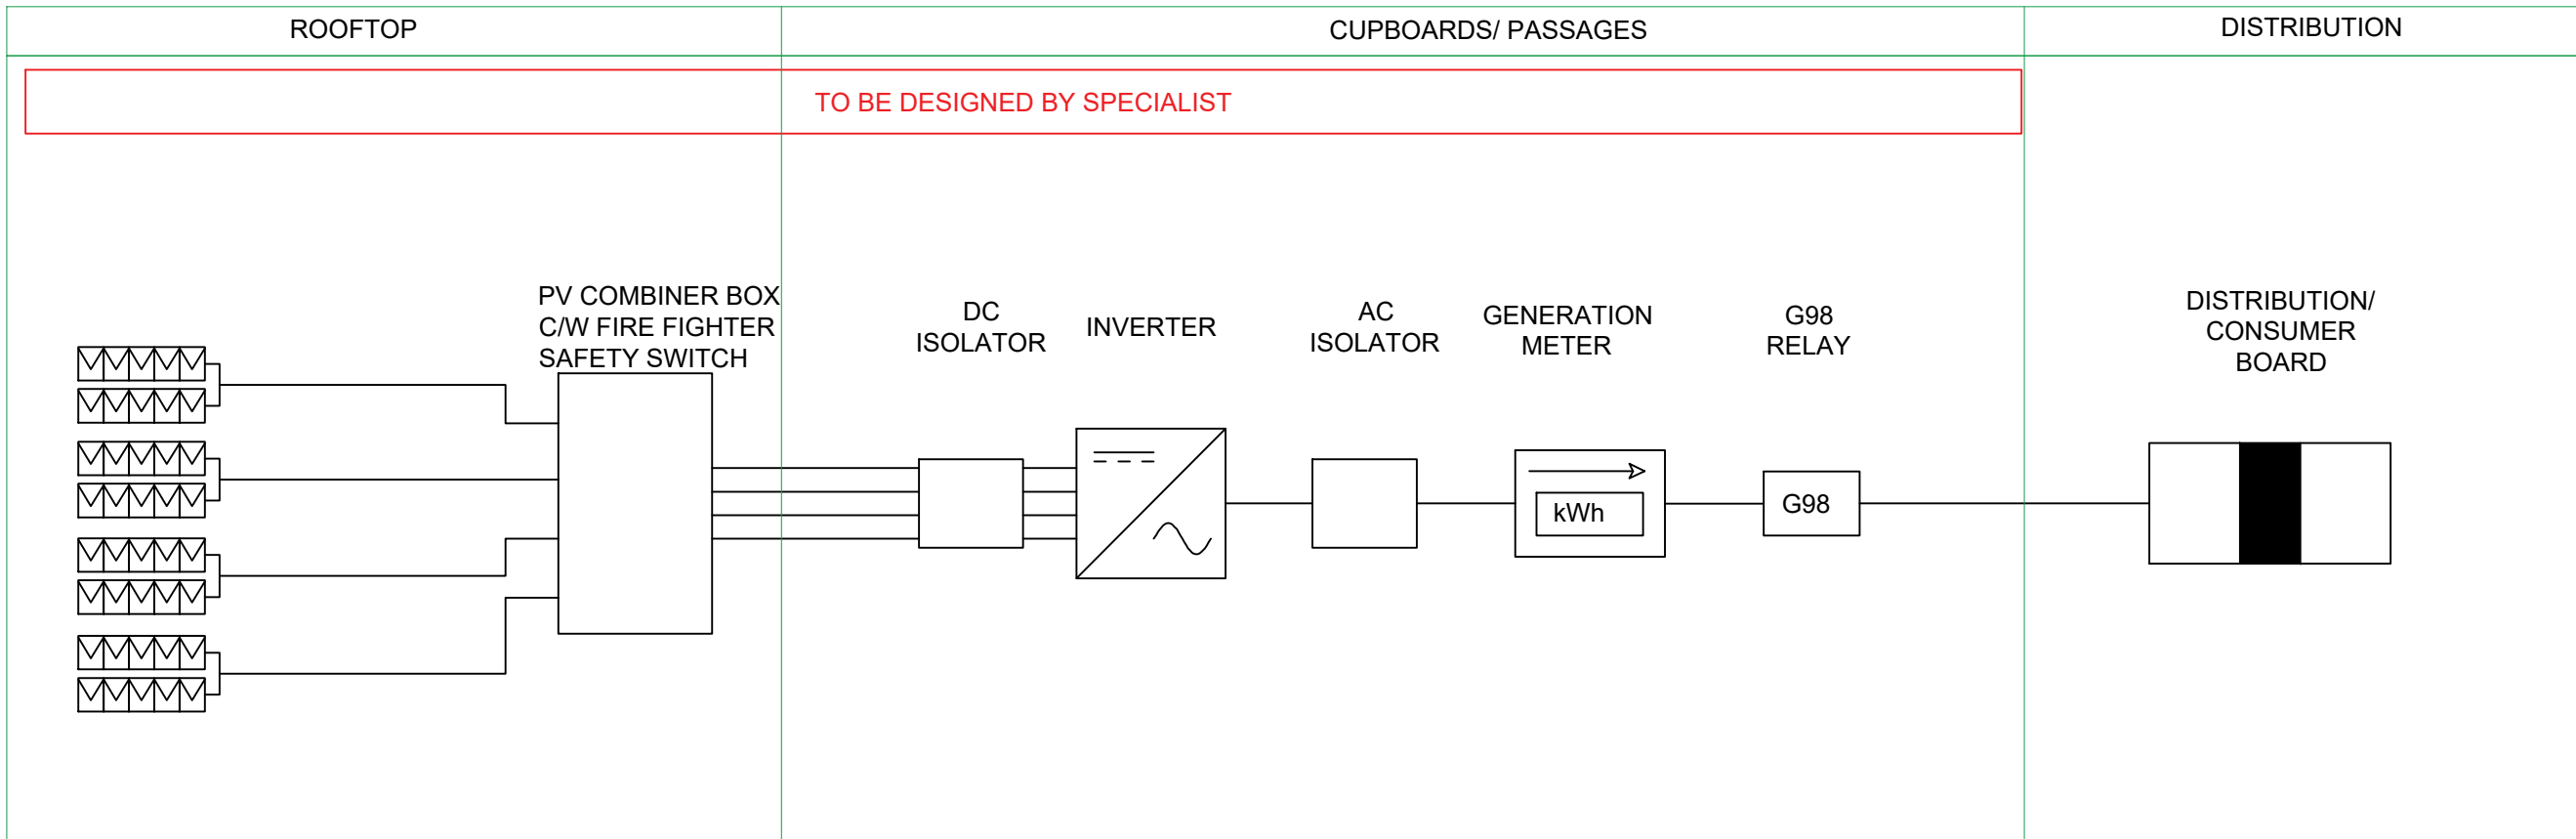 ROOFTOP
CUPBOARDS/ PASSAGES
DISTRIBUTION
TO BE DESIGNED BY SPECIALIST
PV COMBINER BOX
C/W FIRE FIGHTER
SAFETY SWITCH
DC
ISOLATOR
INVERTER
AC
ISOLATOR
GENERATION
METER
G98
RELAY
DISTRIBUTION/
CONSUMER
BOARD
kWh
G98